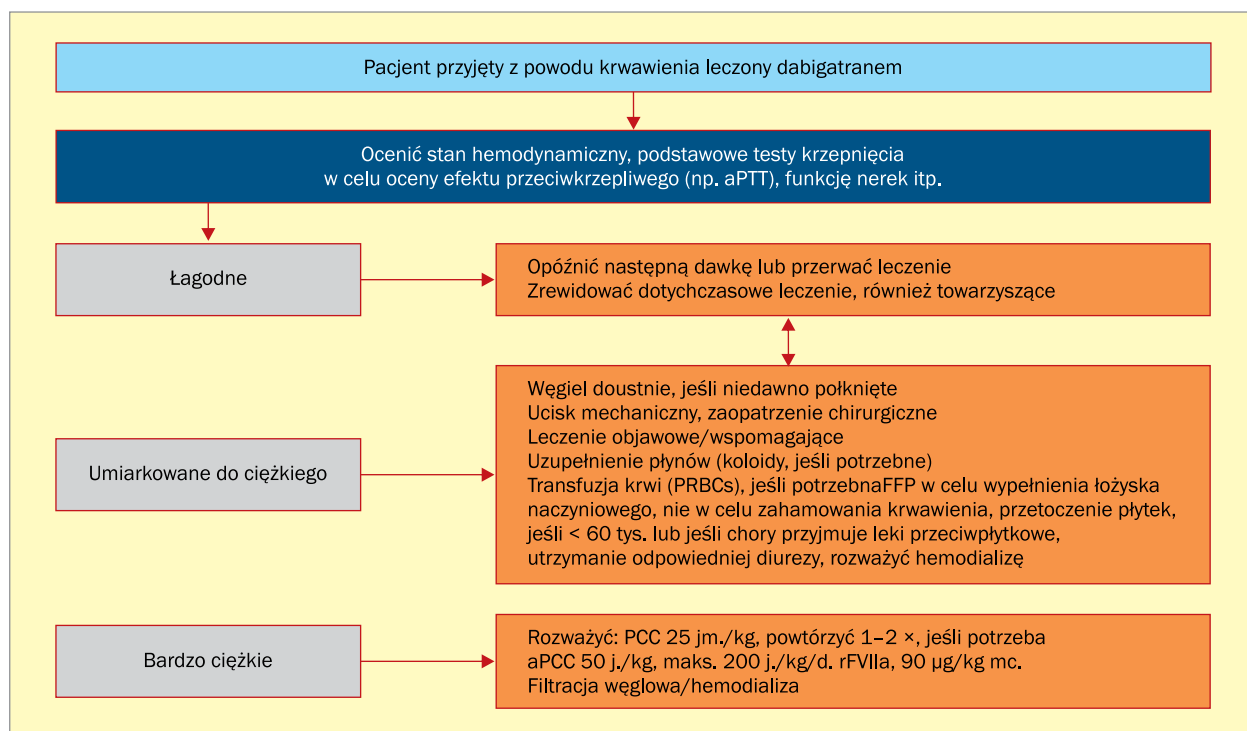 Pacjent przyjęty z powodu krwawienia leczony dabigatranem
Ocenić stan hemodynamiczny, podstawowe testy krzepnięcia
w celu oceny efektu przeciwkrzepliwego (np. aPTT), funkcję nerek itp.
Łagodne
Opóźnić następną dawkę lub przerwać leczenie
Zrewidować dotychczasowe leczenie, również towarzyszące
Umiarkowane do ciężkiego
Węgiel doustnie, jeśli niedawno połknięte
Ucisk mechaniczny, zaopatrzenie chirurgiczne
Leczenie objawowe/wspomagające
Uzupełnienie płynów (koloidy, jeśli potrzebne)
Transfuzja krwi (PRBCs), jeśli potrzebnaFFP w celu wypełnienia łożyska
naczyniowego, nie w celu zahamowania krwawienia, przetoczenie płytek,
jeśli < 60 tys. lub jeśli chory przyjmuje leki przeciwpłytkowe,
utrzymanie odpowiedniej diurezy, rozważyć hemodializę
Bardzo ciężkie
Rozważyć: PCC 25 jm./kg, powtórzyć 1–2 ×, jeśli potrzeba
aPCC 50 j./kg, maks. 200 j./kg/d. rFVIIa, 90 μg/kg mc.
Filtracja węglowa/hemodializa